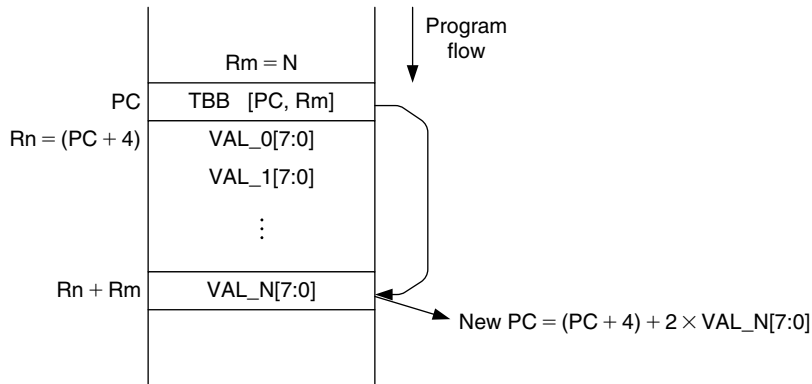 Program
flow
Rm = N
PC
TBB [PC, Rm]
Rn = (PC + 4)
VAL_0[7:0]
VAL_1[7:0]
⋮
Rn + Rm
VAL_N[7:0]
New PC = (PC + 4) + 2 × VAL_N[7:0]